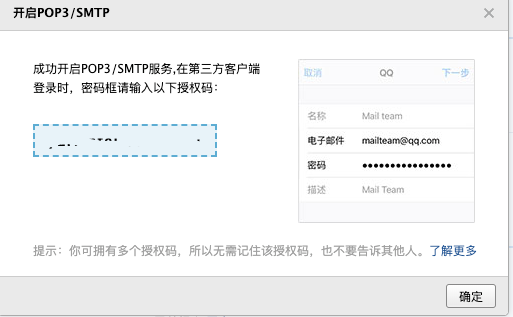 开启POP3/SMTP
成功开启POP3/SMTP服务,在第三方客户端
登录时，密码框请输入以下授权码：
取消 QQ 下一步
名称 Mail team
电子邮件 mailteam@qq.com
密码 ●●●●●●●●●●●●●●●●
描述 Mail Team
提示：你可拥有多个授权码，所以无需记住该授权码，也不要告诉其他人。了解更多
确定